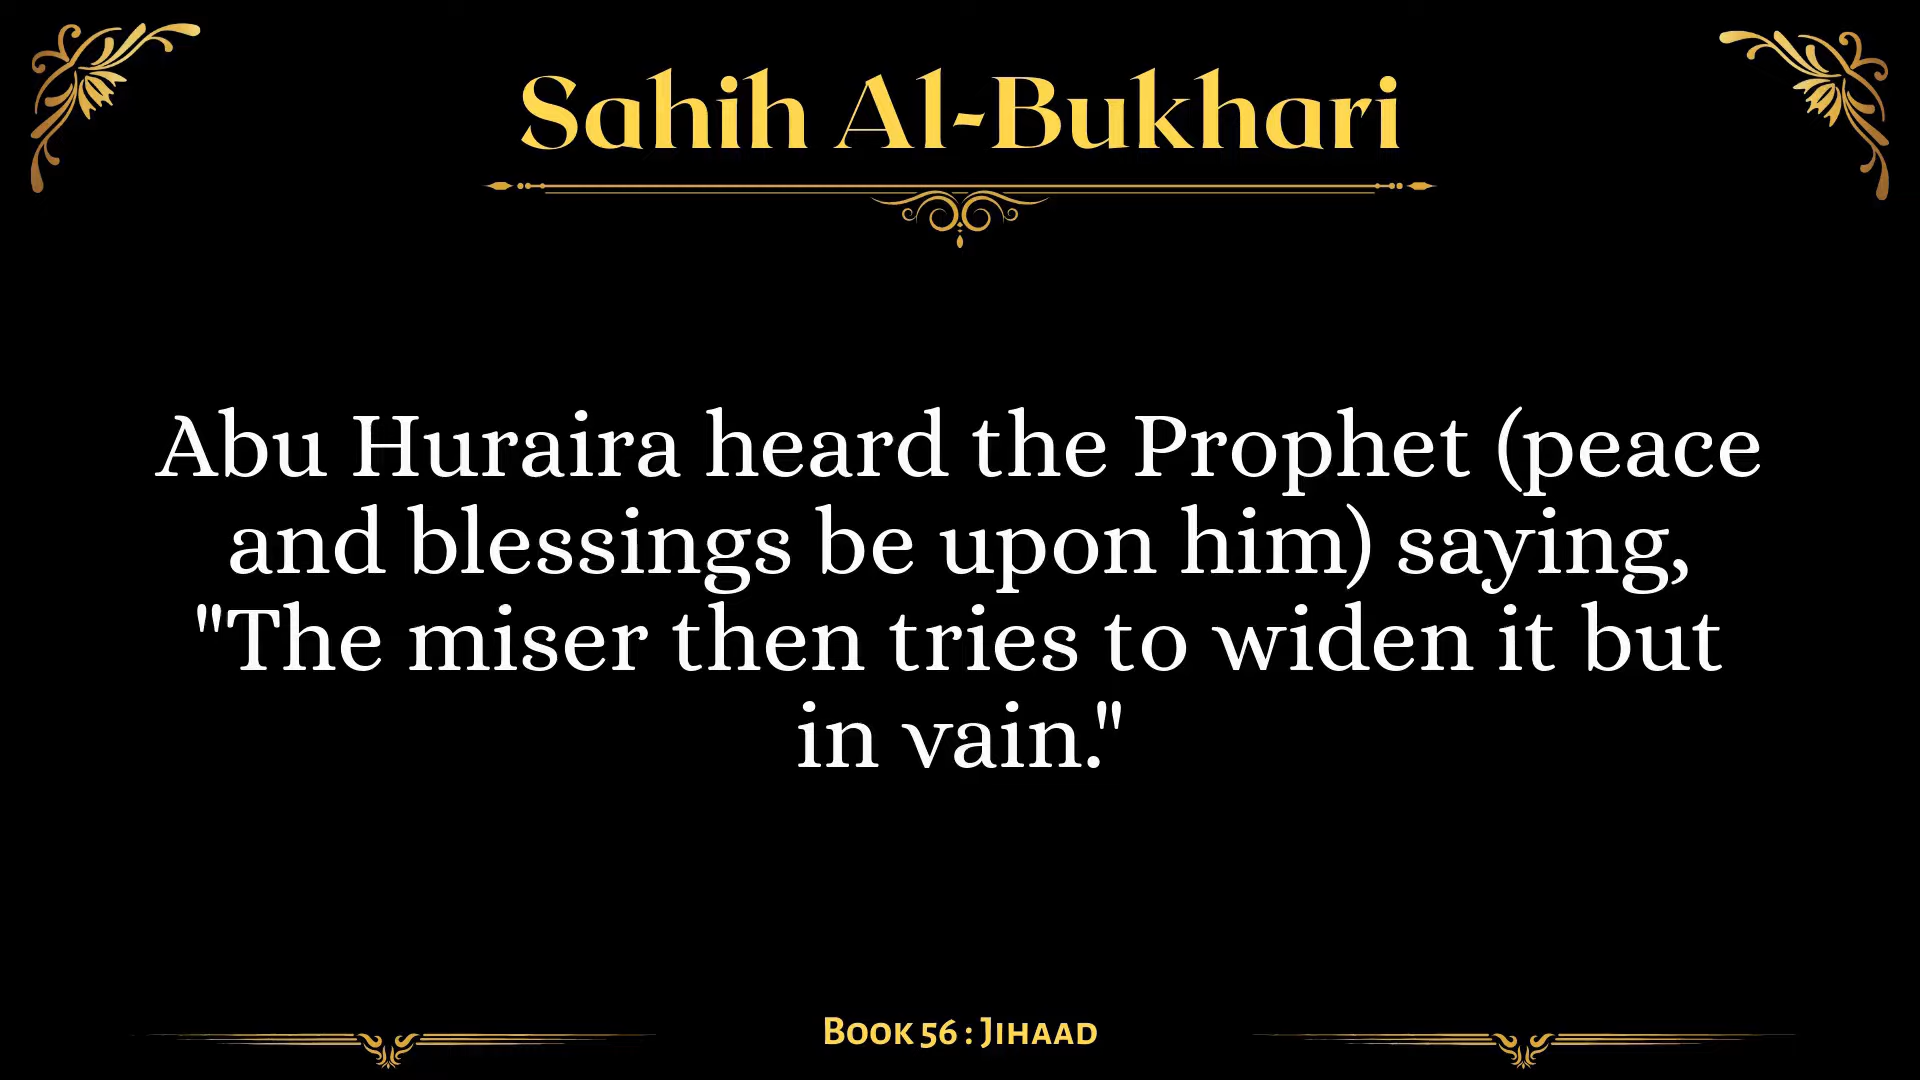 Sahih Al-Bukhari
Abu Huraira heard the Prophet (peace
and blessings be upon him) saying,
"The miser then tries to widen it but
in vain."
Book 56 : Jihaad